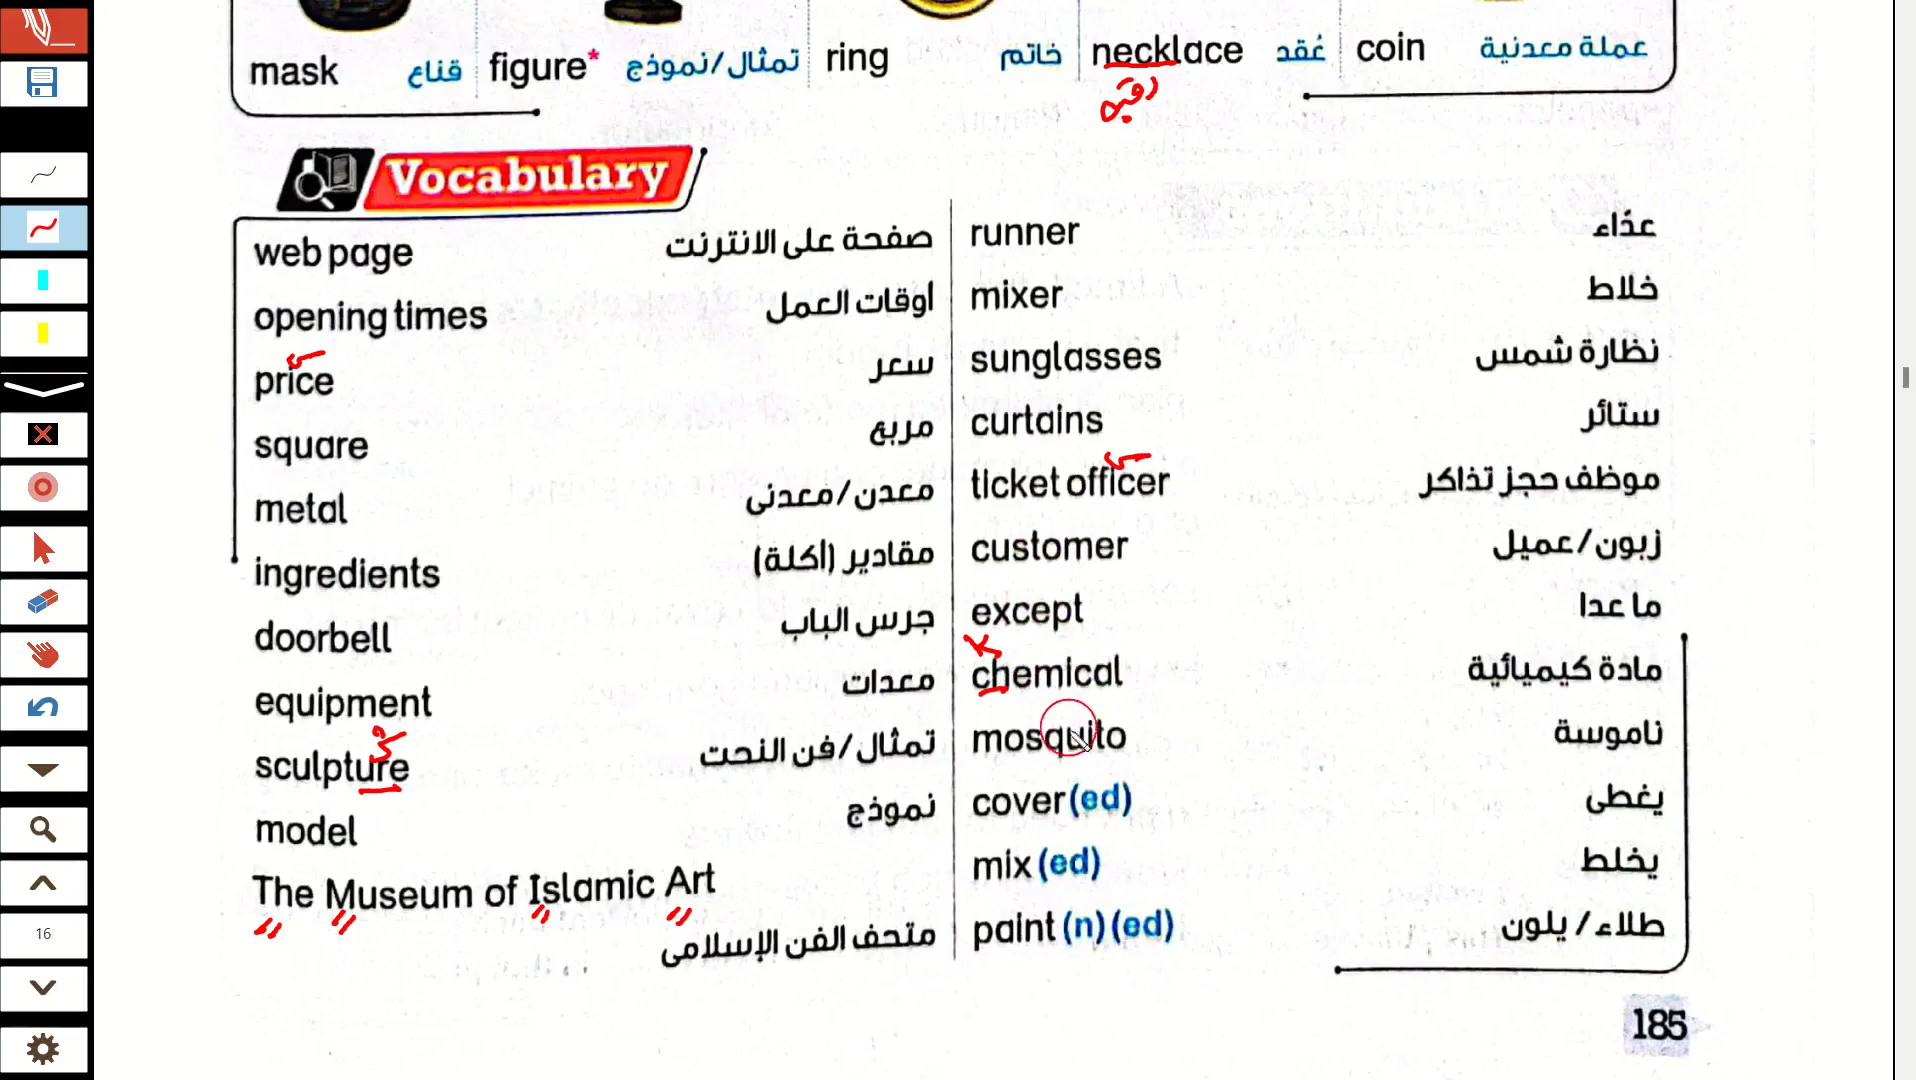 mask قناع figure* تمثال/نموذج ring خاتم necklace عُقد coin عملة معدنية
رقبه
Vocabulary
web page صفحة على الانترنت
opening times أوقات العمل
price سعر
square مربع
metal معدن/معدنى
ingredients مقادير (أكلة)
doorbell جرس الباب
equipment معدات
sculpture تمثال/فن النحت
model نموذج
The Museum of Islamic Art
متحف الفن الإسلامى
runner عدّاء
mixer خلاط
sunglasses نظارة شمس
curtains ستائر
ticket officer موظف حجز تذاكر
customer زبون/عميل
except ما عدا
chemical مادة كيميائية
mosquito ناموسة
cover (ed) يغطى
mix (ed) يخلط
paint (n) (ed) طلاء/يلون
185
16